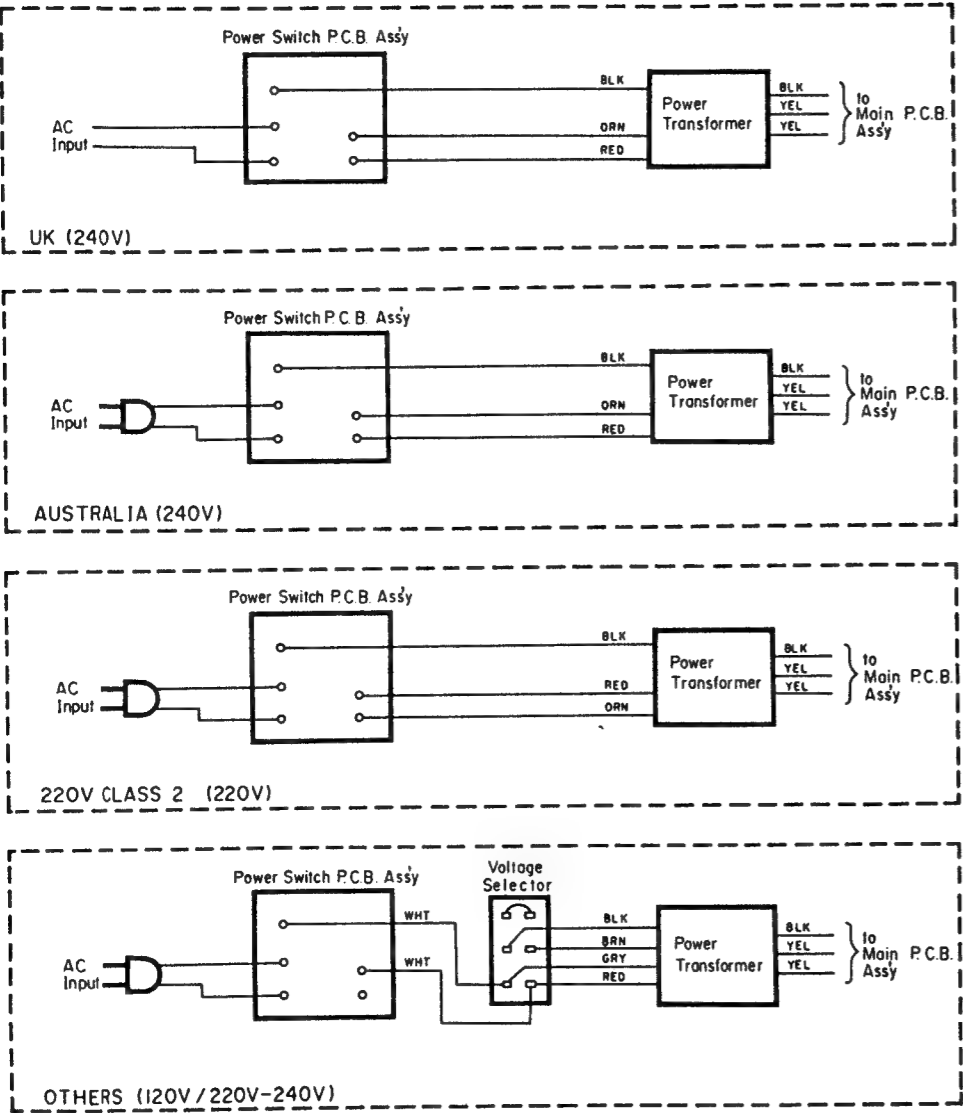 Power Switch P.C.B. Ass'y
BLK
AC
Input
ORN
RED
Power
Transformer
BLK
YEL
YEL
to
Main P.C.B.
Ass'y
UK (240V)
Power Switch P.C.B. Ass'y
BLK
AC
Input
ORN
RED
Power
Transformer
BLK
YEL
YEL
to
Main P.C.B.
Ass'y
AUSTRALIA (240V)
Power Switch P.C.B. Ass'y
BLK
AC
Input
RED
ORN
Power
Transformer
BLK
YEL
YEL
to
Main P.C.B.
Ass'y
220V CLASS 2 (220V)
Power Switch P.C.B. Ass'y
Voltage
Selector
WHT
WHT
AC
Input
BLK
BRN
GRY
RED
Power
Transformer
BLK
YEL
YEL
to
Main P.C.B.
Ass'y
OTHERS (120V/220V-240V)